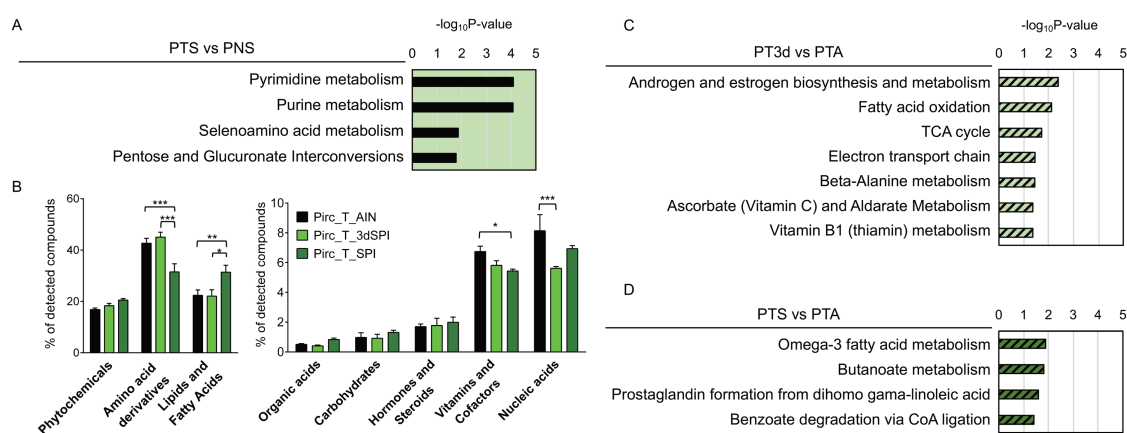 A
-log10P-value
PTS vs PNS
0 1 2 3 4 5
Pyrimidine metabolism
Purine metabolism
Selenoamino acid metabolism
Pentose and Glucuronate Interconversions
B
% of detected compounds
60
40
20
0
***
***
**
*
Phytochemicals
Amino acid
derivatives
Lipids and
Fatty Acids
% of detected compounds
10
8
6
4
2
0
Pirc_T_AIN
Pirc_T_3dSPI
Pirc_T_SPI
*
***
Organic acids
Carbohydrates
Hormones and
Steroids
Vitamins and
Cofactors
Nucleic acids
C
-log10P-value
PT3d vs PTA
0 1 2 3 4 5
Androgen and estrogen biosynthesis and metabolism
Fatty acid oxidation
TCA cycle
Electron transport chain
Beta-Alanine metabolism
Ascorbate (Vitamin C) and Aldarate Metabolism
Vitamin B1 (thiamin) metabolism
D
-log10P-value
PTS vs PTA
0 1 2 3 4 5
Omega-3 fatty acid metabolism
Butanoate metabolism
Prostaglandin formation from dihomo gama-linoleic acid
Benzoate degradation via CoA ligation